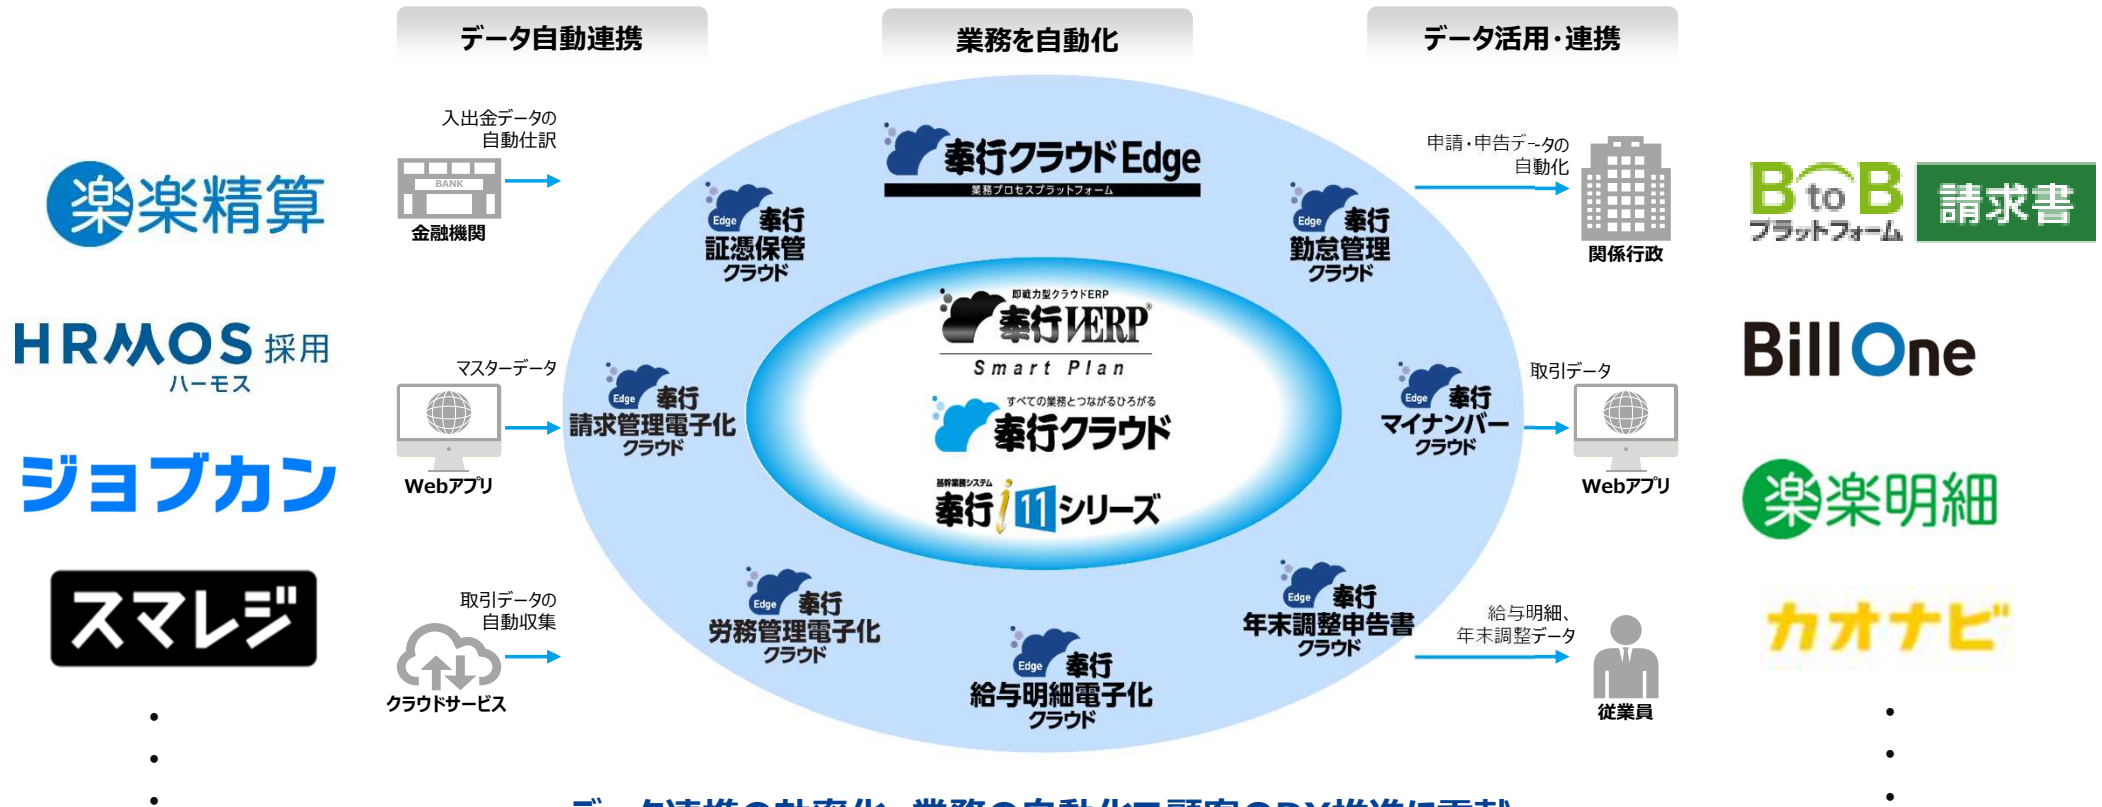 データ自動連携
業務を自動化
データ活用・連携
入出金データの
自動仕訳
BANK
金融機関
マスターデータ
Webアプリ
取引データの
自動収集
クラウドサービス
楽楽精算
HRMOS 採用
ハーモス
ジョブカン
スマレジ
・
・
・
奉行クラウド Edge
業務プロセスプラットフォーム
Edge 奉行
証憑保管
クラウド
Edge 奉行
勤怠管理
クラウド
Edge 奉行
請求管理電子化
クラウド
Edge 奉行
マイナンバー
クラウド
Edge 奉行
労務管理電子化
クラウド
Edge 奉行
給与明細電子化
クラウド
Edge 奉行
年末調整申告書
クラウド
即戦力型クラウドERP
奉行VERP®
Smart Plan
すべての業務とつながるひろがる
奉行クラウド
基幹業務システム
奉行i11シリーズ
申請・申告データの
自動化
関係行政
取引データ
Webアプリ
給与明細、
年末調整データ
従業員
BtoB
プラットフォーム
請求書
Bill One
楽楽明細
カオナビ
・
・
・